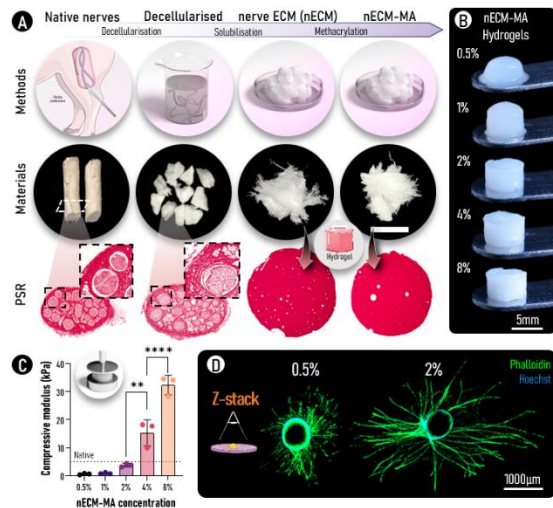 A
Native nerves
Decellularised
nerve ECM (nECM)
nECM-MA
Decellularisation
Solubilisation
Methacrylation
Methods
Materials
PSR
Hydrogel
B
nECM-MA
Hydrogels
0.5%
1%
2%
4%
8%
5mm
C
Compressive modulus (kPa)
40
30
20
10
0
Native
**
****
0.5%
1%
2%
4%
8%
nECM-MA concentration
D
0.5%
2%
Phalloidin
Hoechst
Z-stack
1000μm